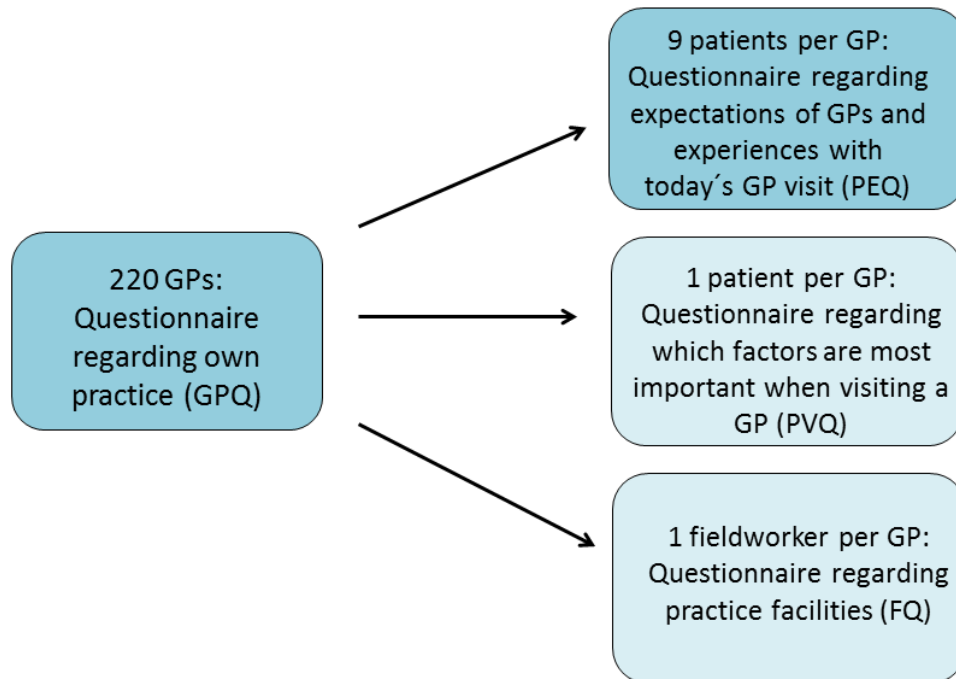 220 GPs:
Questionnaire
regarding own
practice (GPQ)
9 patients per GP:
Questionnaire regarding
expectations of GPs and
experiences with
today´s GP visit (PEQ)
1 patient per GP:
Questionnaire regarding
which factors are most
important when visiting a
GP (PVQ)
1 fieldworker per GP:
Questionnaire regarding
practice facilities (FQ)